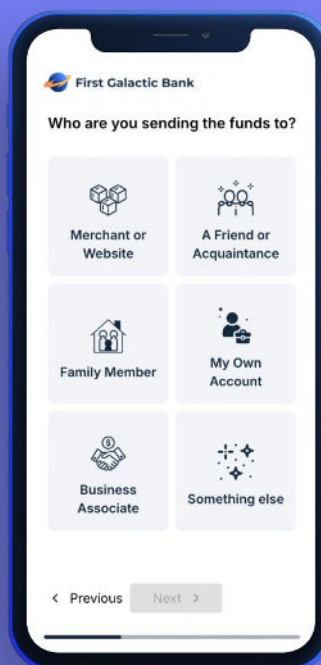 First Galactic Bank
Who are you sending the funds to?
Merchant or
Website
A Friend or
Acquaintance
Family Member
My Own
Account
Business
Associate
Something else
Previous
Next